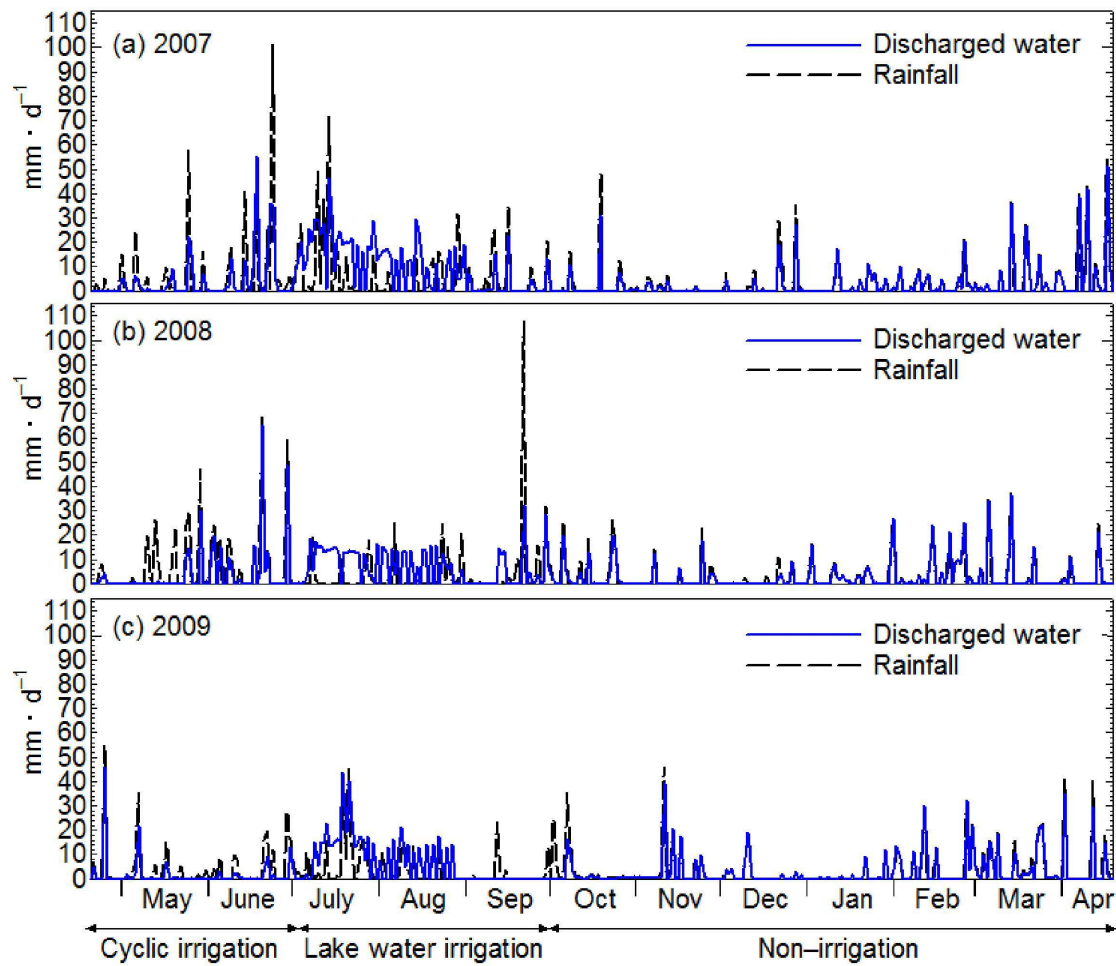 110
100
90
80
70
60
50
40
30
20
10
0
mm · d⁻¹
(a) 2007
Discharged water
Rainfall
110
100
90
80
70
60
50
40
30
20
10
0
mm · d⁻¹
(b) 2008
Discharged water
Rainfall
110
100
90
80
70
60
50
40
30
20
10
0
mm · d⁻¹
(c) 2009
Discharged water
Rainfall
May June July Aug Sep Oct Nov Dec Jan Feb Mar Apr
Cyclic irrigation Lake water irrigation Non–irrigation